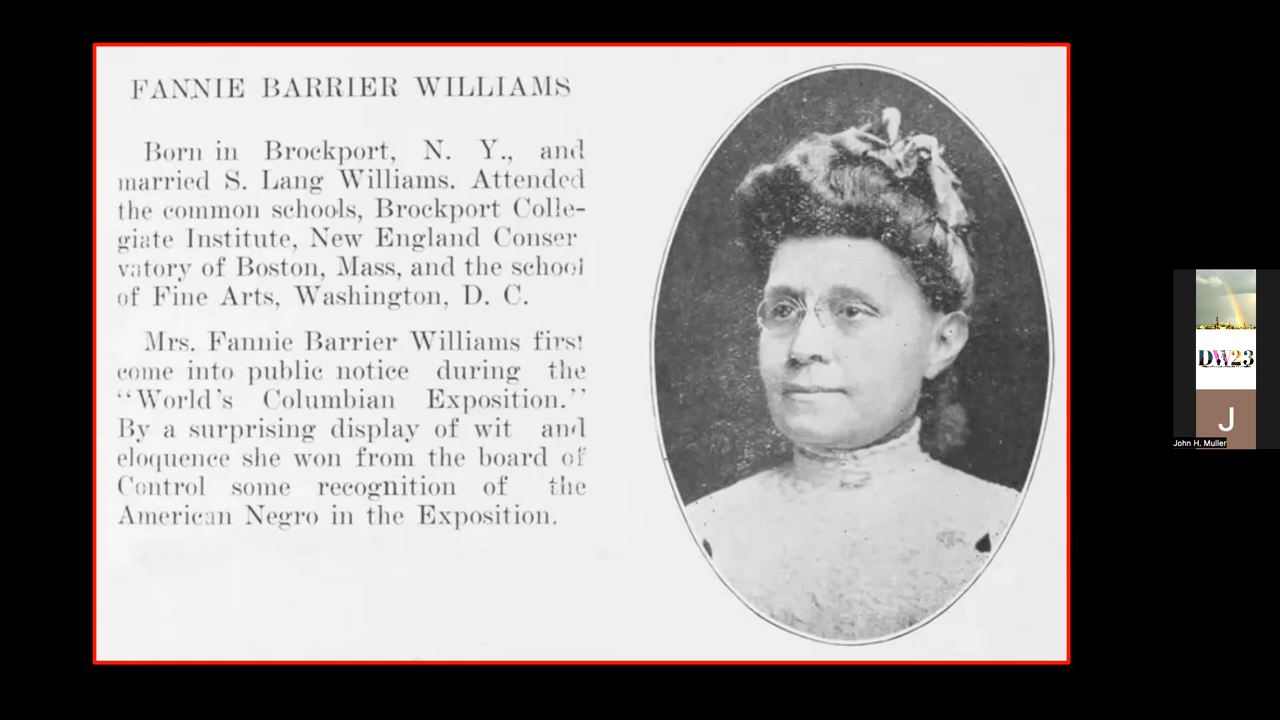 FANNIE BARRIER WILLIAMS
Born in Brockport, N. Y., and
married S. Lang Williams. Attended
the common schools, Brockport Colle-
giate Institute, New England Conser
vatory of Boston, Mass, and the school
of Fine Arts, Washington, D. C.
Mrs. Fannie Barrier Williams first
come into public notice during the
“World's Columbian Exposition.”
By a surprising display of wit and
eloquence she won from the board of
Control some recognition of the
American Negro in the Exposition.
DW23
J
John H. Muller